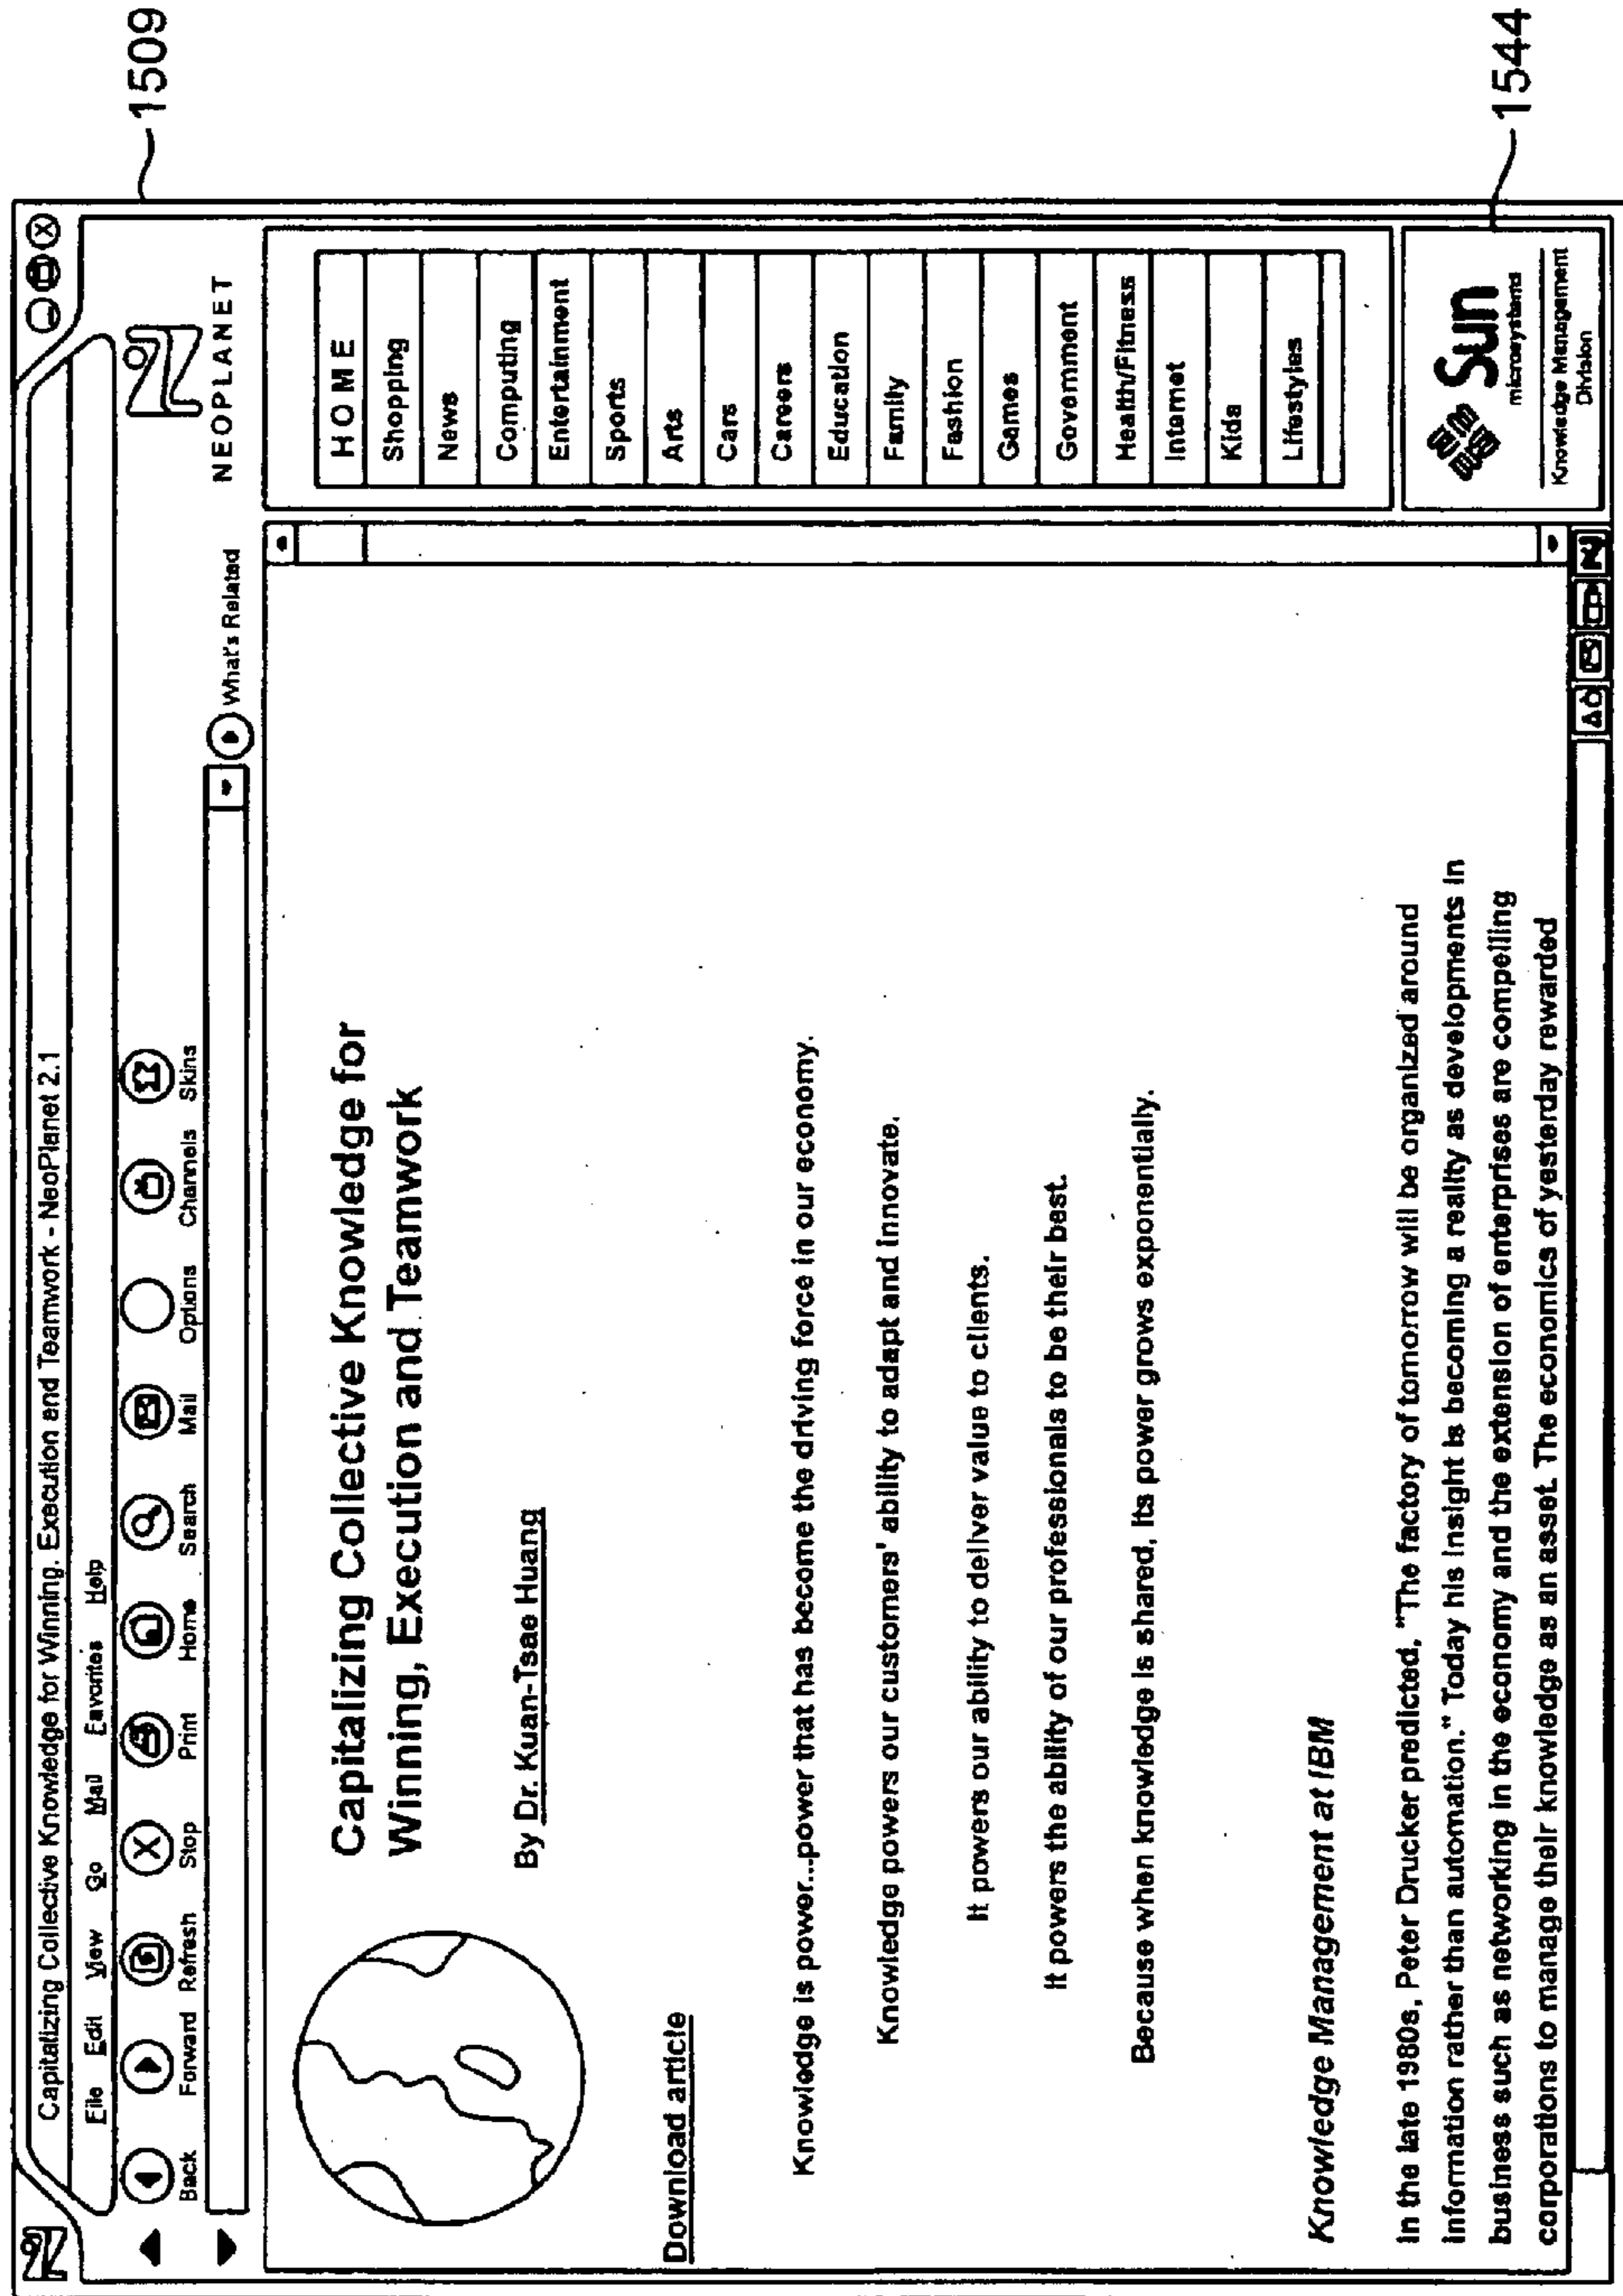 Capitalizing Collective Knowledge for Winning, Execution and Teamwork - NeoPlanet 2.1
File Edit View Go Mail Favorites Help
Back Forward Refresh Stop Print Home Search Mail Options Channels Skins
NEOPLANET
What's Related
Capitalizing Collective Knowledge for
Winning, Execution and Teamwork
By Dr. Kuan-Tsae Huang
Download article
Knowledge is power...power that has become the driving force in our economy.
Knowledge powers our customers' ability to adapt and innovate.
It powers our ability to deliver value to clients.
It powers the ability of our professionals to be their best.
Because when knowledge is shared, its power grows exponentially.
Knowledge Management at IBM
In the late 1980s, Peter Drucker predicted, "The factory of tomorrow will be organized around
information rather than automation." Today his insight is becoming a reality as developments in
business such as networking in the economy and the extension of enterprises are compelling
corporations to manage their knowledge as an asset. The economics of yesterday rewarded
HOME
Shopping
News
Computing
Entertainment
Sports
Arts
Cars
Careers
Education
Family
Fashion
Games
Government
Health/Fitness
Internet
Kids
Lifestyles
Sun
microsystems
Knowledge Management
Division
1509
1544